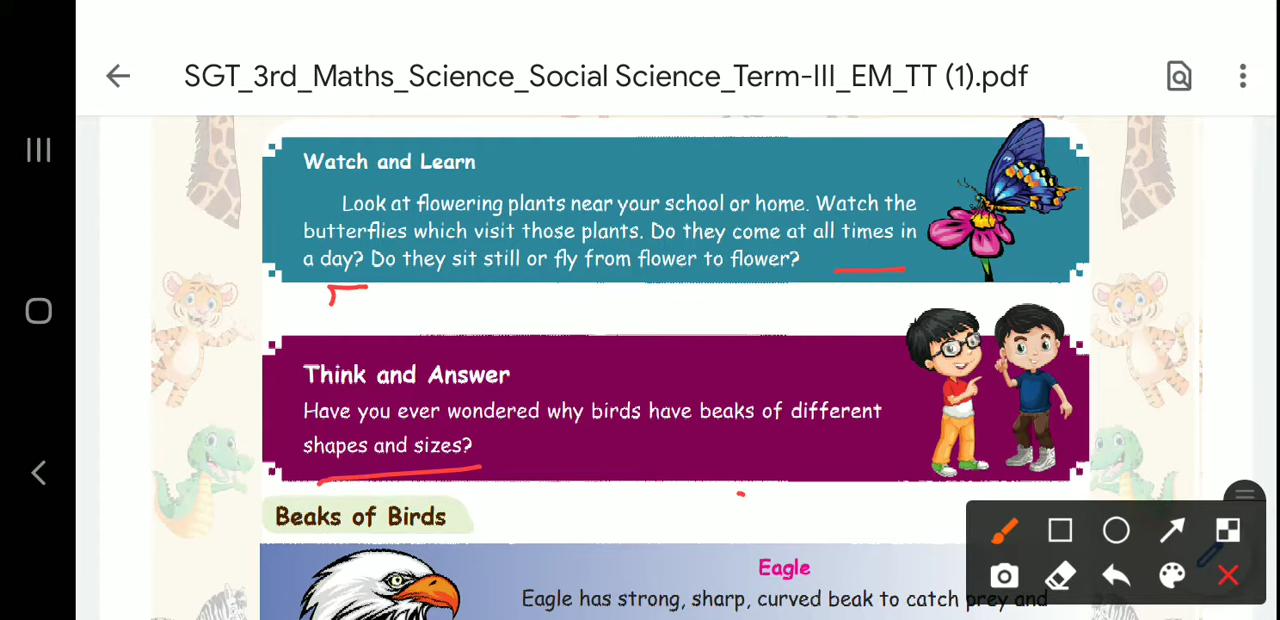 SGT_3rd_Maths_Science_Social Science_Term-III_EM_TT (1).pdf
Watch and Learn
Look at flowering plants near your school or home. Watch the
butterflies which visit those plants. Do they come at all times in
a day? Do they sit still or fly from flower to flower?
Think and Answer
Have you ever wondered why birds have beaks of different
shapes and sizes?
Beaks of Birds
Eagle
Eagle has strong, sharp, curved beak to catch prey and